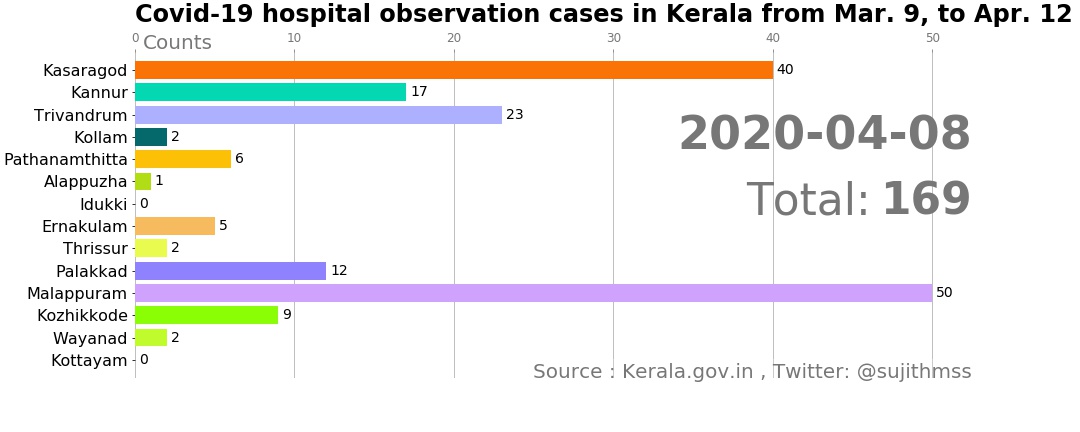 Covid-19 hospital observation cases in Kerala from Mar. 9, to Apr. 12
0 10 20 30 40 50
Counts
Kasaragod 40
Kannur 17
Trivandrum 23
2020-04-08
Kollam 2
Pathanamthitta 6
Alappuzha 1
Total: 169
Idukki 0
Ernakulam 5
Thrissur 2
Palakkad 12
Malappuram 50
Kozhikkode 9
Wayanad 2
Kottayam 0
Source : Kerala.gov.in , Twitter: @sujithmss